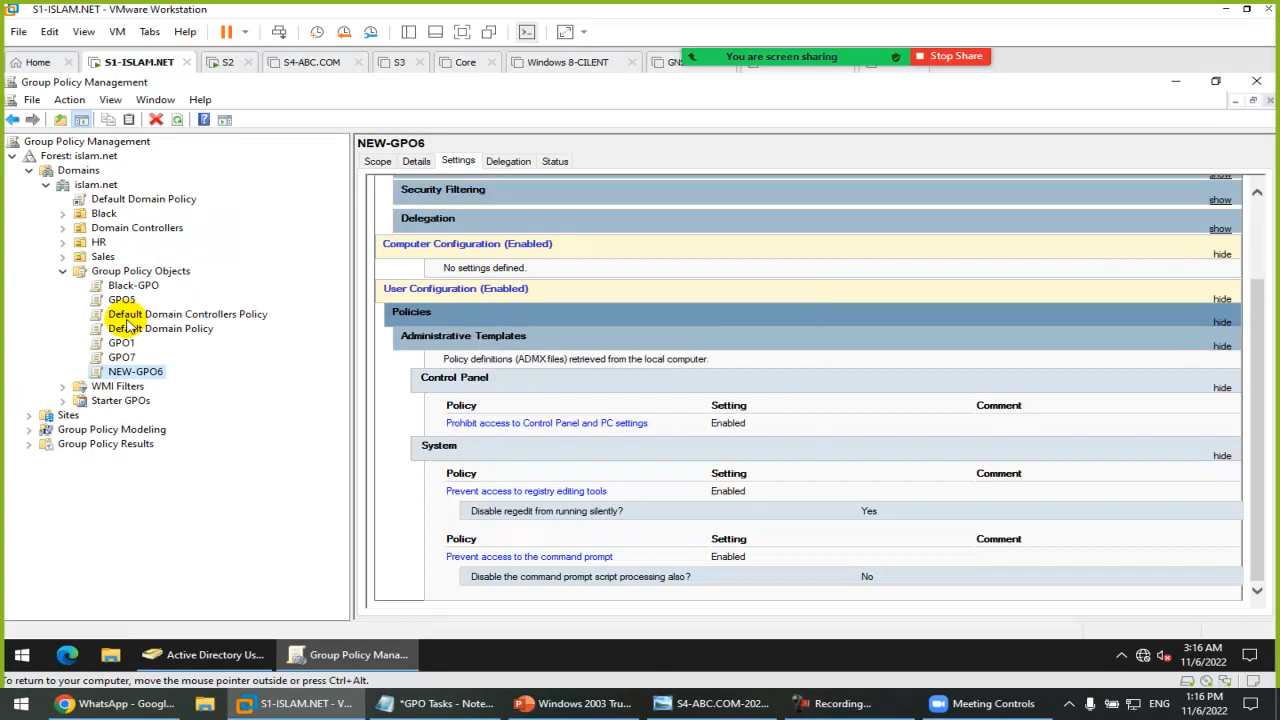 S1-ISLAM.NET - VMware Workstation
File Edit View VM Tabs Help
Home S1-ISLAM.NET S2 S4-ABC.COM S3 Core Windows 8-CILENT
You are screen sharing Stop Share
Group Policy Management
File Action View Window Help
Group Policy Management
Forest: islam.net
Domains
islam.net
Default Domain Policy
Black
Domain Controllers
HR
Sales
Group Policy Objects
Black-GPO
GPO5
Default Domain Controllers Policy
Default Domain Policy
GPO1
GPO7
NEW-GPO6
WMI Filters
Starter GPOs
Sites
Group Policy Modeling
Group Policy Results
NEW-GPO6
Scope Details Settings Delegation Status
show
Security Filtering show
Delegation show
Computer Configuration (Enabled) hide
No settings defined.
User Configuration (Enabled) hide
Policies hide
Administrative Templates hide
Policy definitions (ADMX files) retrieved from the local computer.
Control Panel hide
Policy Setting Comment
Prohibit access to Control Panel and PC settings Enabled
System hide
Policy Setting Comment
Prevent access to registry editing tools Enabled
Disable regedit from running silently? Yes
Policy Setting Comment
Prevent access to the command prompt Enabled
Disable the command prompt script processing also? No
Active Directory Us... Group Policy Mana... 3:16 AM
11/6/2022
To return to your computer, move the mouse pointer outside or press Ctrl+Alt.
WhatsApp - Googl... S1-ISLAM.NET - V... *GPO Tasks - Note... Windows 2003 Tru... S4-ABC.COM-202... Recording... Meeting Controls ENG 1:16 PM
11/6/2022